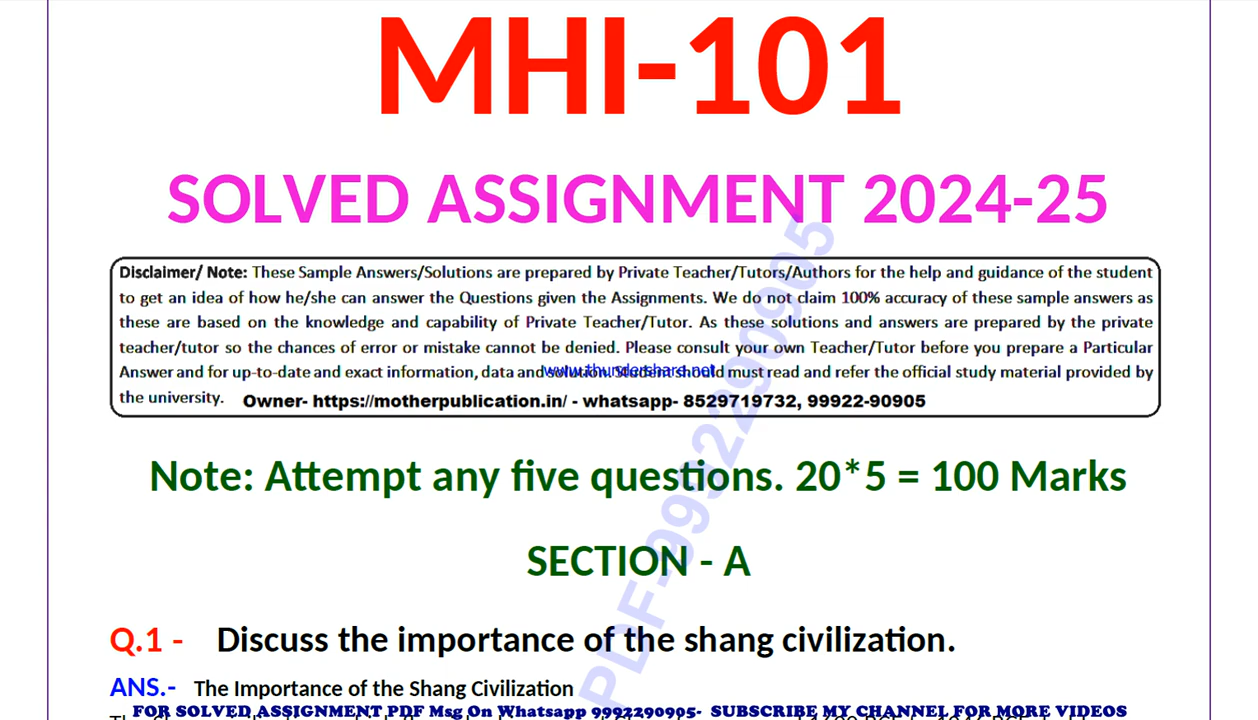 MHI-101
SOLVED ASSIGNMENT 2024-25
Disclaimer/ Note: These Sample Answers/Solutions are prepared by Private Teacher/Tutors/Authors for the help and guidance of the student
to get an idea of how he/she can answer the Questions given the Assignments. We do not claim 100% accuracy of these sample answers as
these are based on the knowledge and capability of Private Teacher/Tutor. As these solutions and answers are prepared by the private
teacher/tutor so the chances of error or mistake cannot be denied. Please consult your own Teacher/Tutor before you prepare a Particular
Answer and for up-to-date and exact information, data and solution. Student should must read and refer the official study material provided by
www.thundershare.net
the university. Owner- https://motherpublication.in/ - whatsapp- 8529719732, 99922-90905
PDF-9992290905
Note: Attempt any five questions. 20*5 = 100 Marks
SECTION - A
Q.1 - Discuss the importance of the shang civilization.
ANS.- The Importance of the Shang Civilization
FOR SOLVED ASSIGNMENT PDF Msg On Whatsapp 9992290905- SUBSCRIBE MY CHANNEL FOR MORE VIDEOS